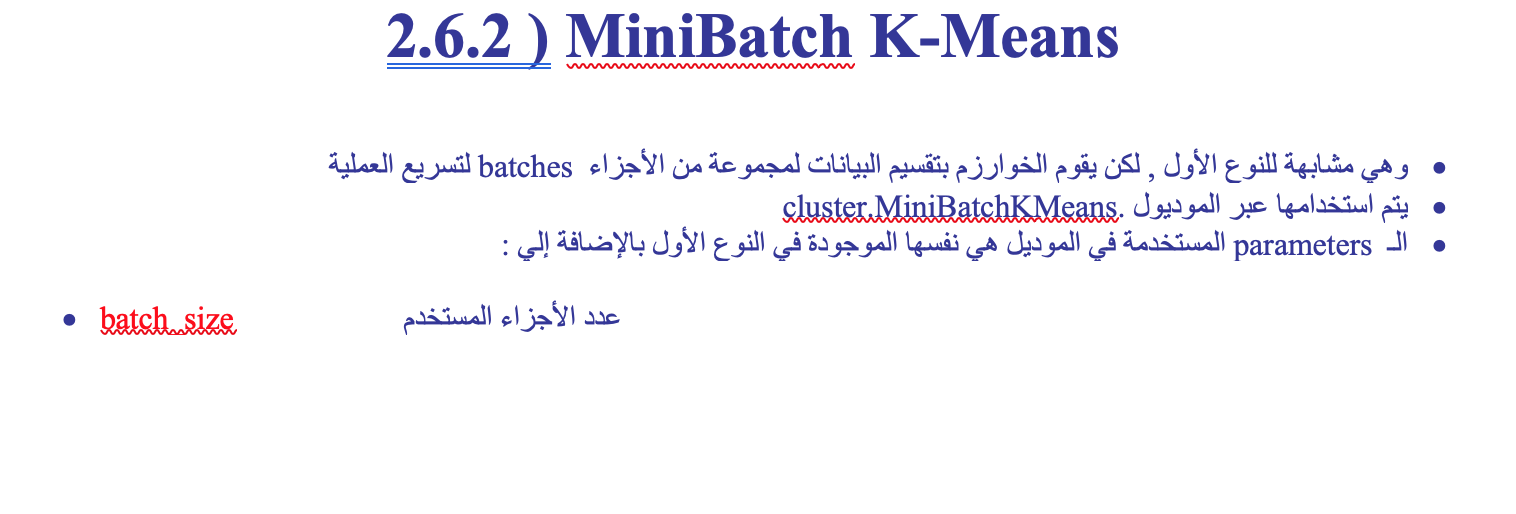 2.6.2 ) MiniBatch K-Means
• وهي مشابهة للنوع الأول , لكن يقوم الخوارزم بتقسيم البيانات لمجموعة من الأجزاء batches لتسريع العملية
• يتم استخدامها عبر الموديول .cluster.MiniBatchKMeans
• الـ parameters المستخدمة في الموديل هي نفسها الموجودة في النوع الأول بالإضافة إلي :
• batch_size عدد الأجزاء المستخدم